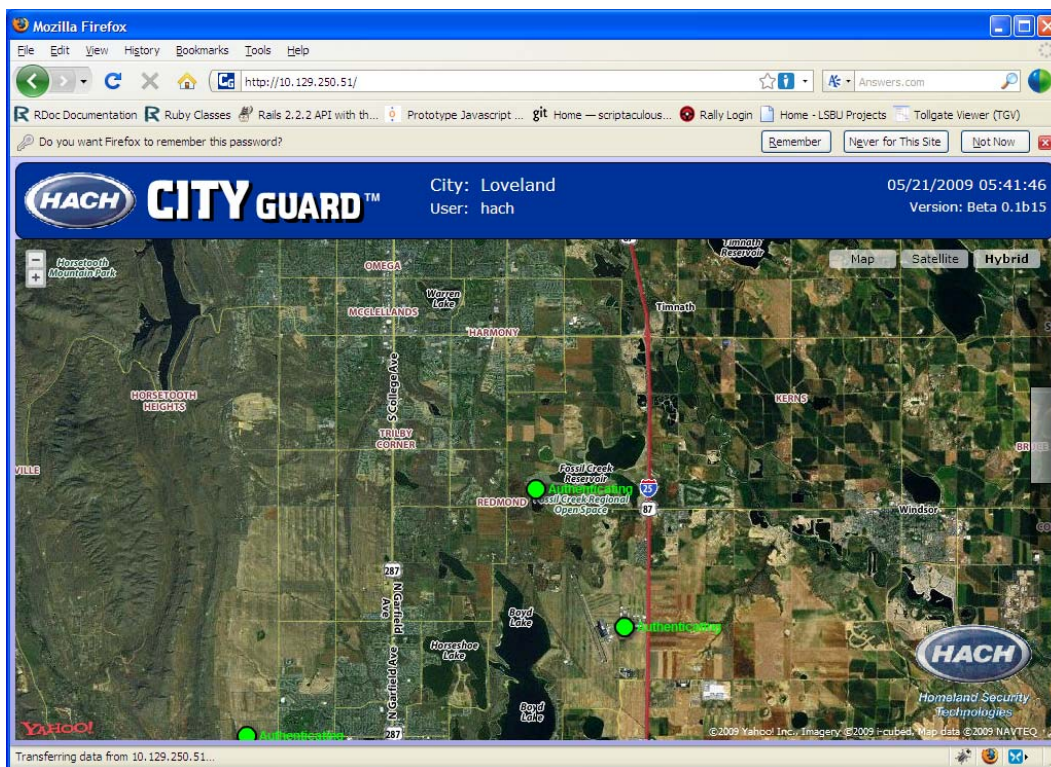 Mozilla Firefox
File Edit View History Bookmarks Tools Help
http://10.129.250.51/
Answers.com
RDoc Documentation Ruby Classes Rails 2.2.2 API with th... Prototype Javascript ... git Home — scriptaculous... Rally Login Home - LSBU Projects Tollgate Viewer (TGV)
Do you want Firefox to remember this password? Remember Never for This Site Not Now
HACH CITY GUARD™
City: Loveland
User: hach
05/21/2009 05:41:46
Version: Beta 0.1b15
Map Satellite Hybrid
Horsetooth
Mountain Park
OMEGA
Timnath
Reservoir
Warren
Lake
MCCLELLANDS
Timnath
HARMONY
S College Ave
HORSETOOTH
HEIGHTS
KERNS
TRILBY
CORNER
VILLE
Fossil Creek
Reservoir
Authenticating
25
REDMOND
Fossil Creek Regional
Open Space
87
Windsor
287
N Garfield
Ave
Boyd
Lake
Authenticating
Horseshoe
Lake
N Garfield Ave
HACH
Homeland Security
Technologies
Boyd
Lake
YAHOO!
Authenticating
287
©2009 Yahoo! Inc., Imagery ©2009 i-cubed, Map data ©2009 NAVTEQ
Transferring data from 10.129.250.51...